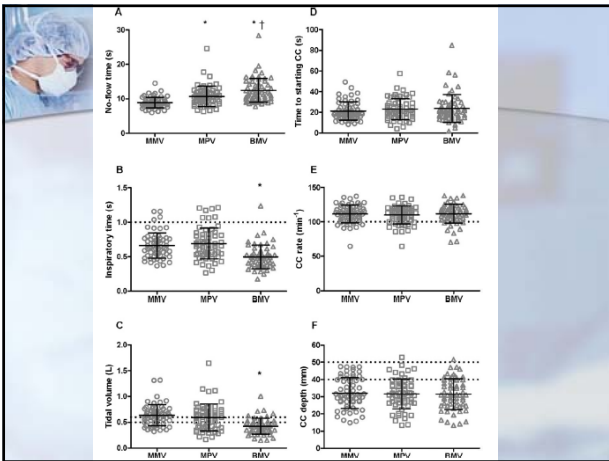 A
No-flow time (s)
30
20
10
0
*
* †
MMV
MPV
BMV
D
Time to starting CC (s)
100
80
60
40
20
0
MMV
MPV
BMV
B
Inspiratory time (s)
1.5
1.0
0.5
0.0
*
MMV
MPV
BMV
E
CC rate (min⁻¹)
150
100
50
0
MMV
MPV
BMV
C
Tidal volume (L)
2.0
1.5
1.0
0.5
0.0
*
MMV
MPV
BMV
F
CC depth (mm)
60
50
40
30
20
10
0
MMV
MPV
BMV